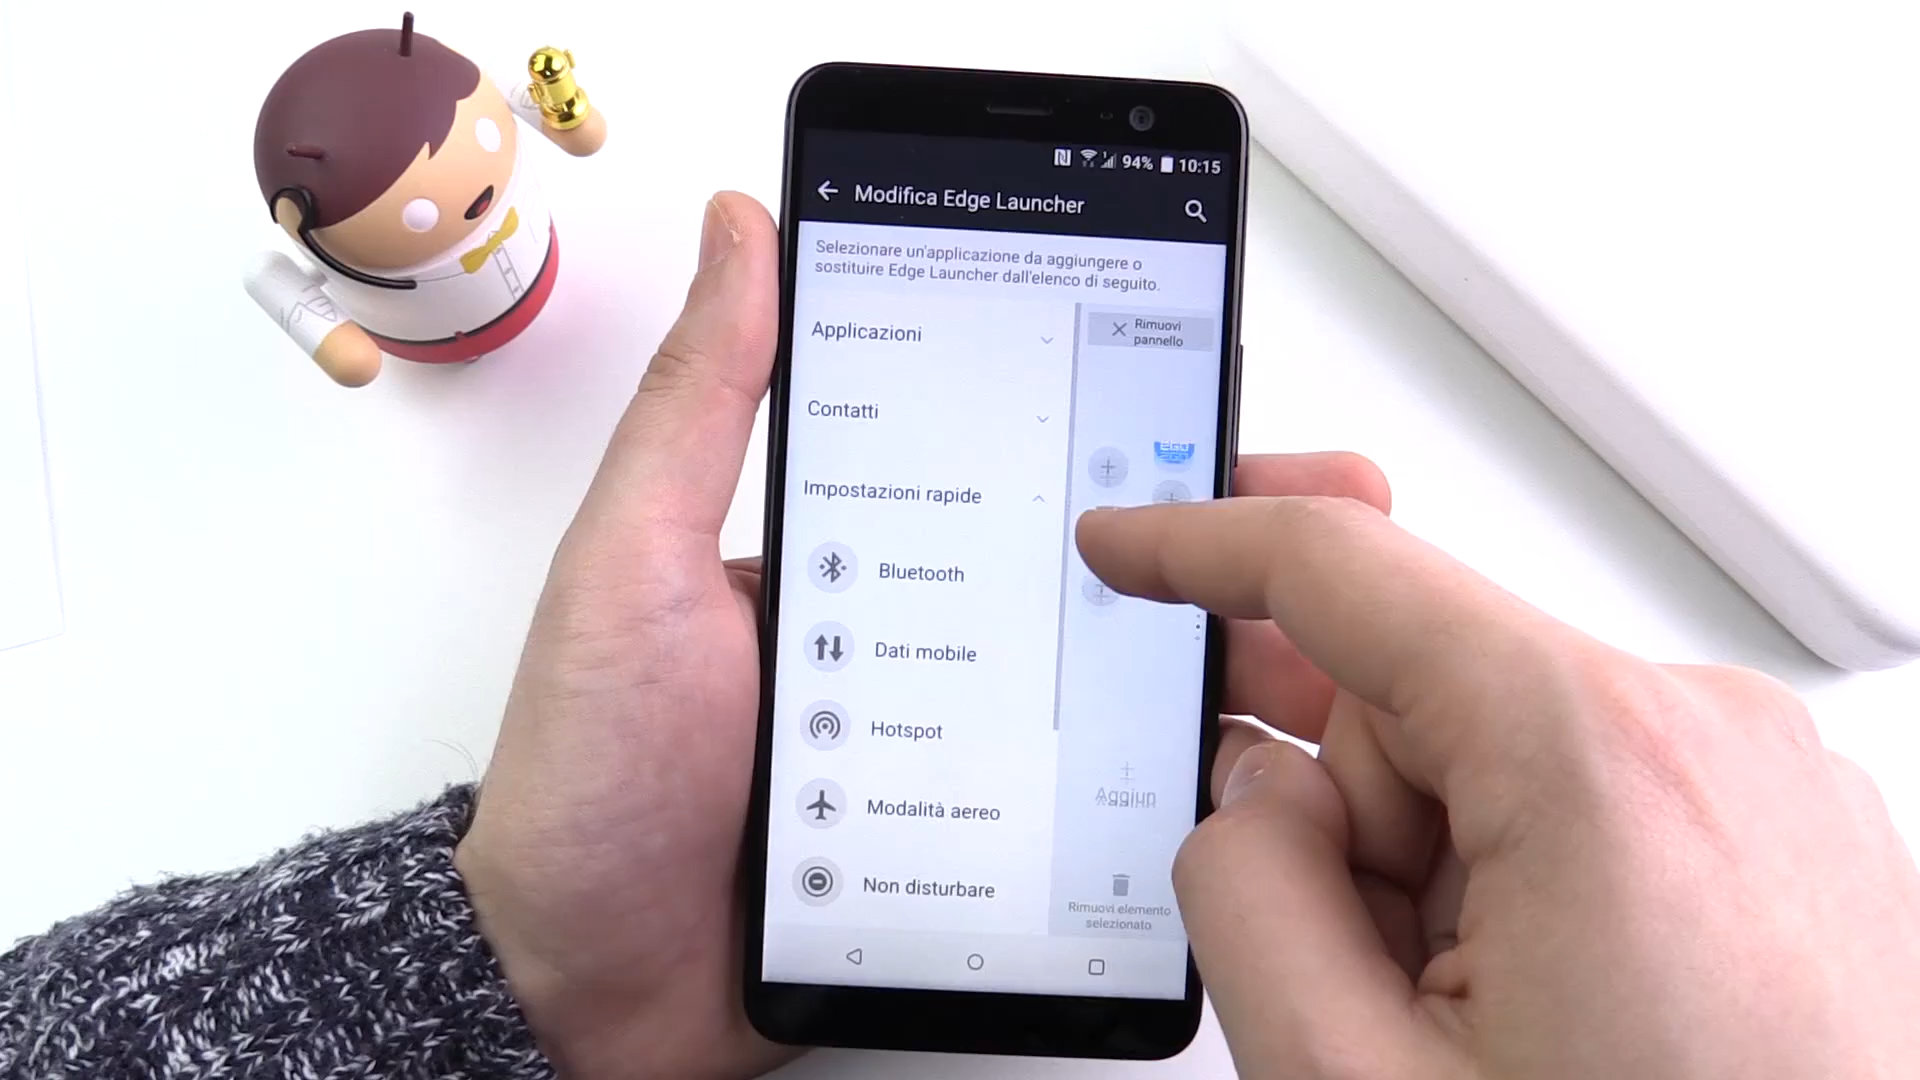 94% 10:15
Modifica Edge Launcher
Selezionare un'applicazione da aggiungere o
sostituire Edge Launcher dall'elenco di seguito.
Applicazioni
Rimuovi
pannello
Contatti
Impostazioni rapide
Bluetooth
Dati mobile
Hotspot
Modalità aereo
Aggiun
Non disturbare
Rimuovi elemento
selezionato